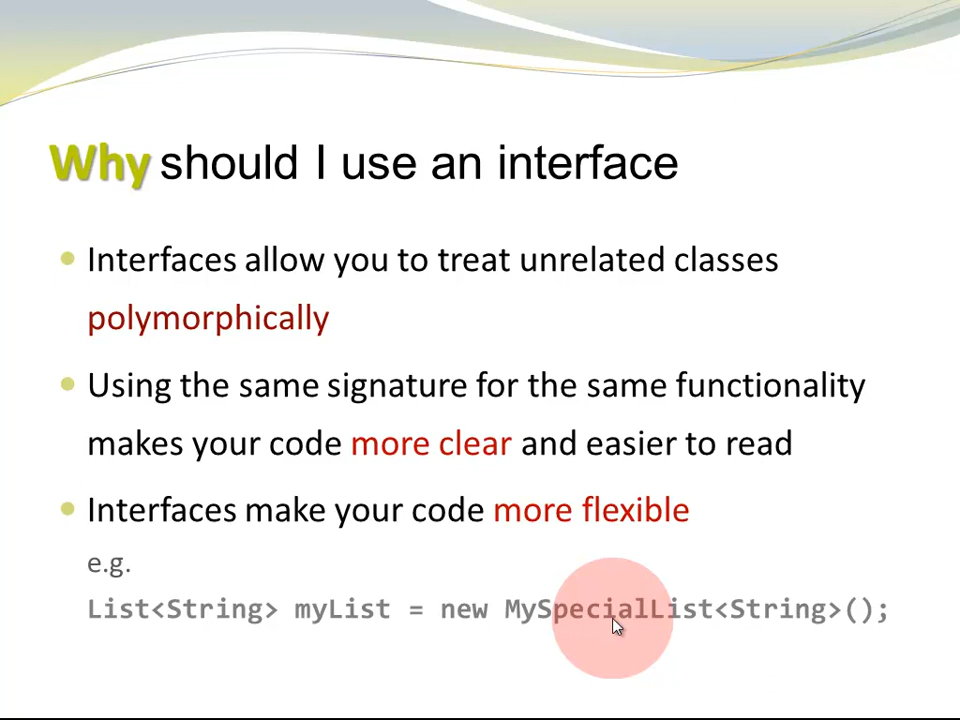 Why should I use an interface
Interfaces allow you to treat unrelated classes
polymorphically
Using the same signature for the same functionality
makes your code more clear and easier to read
Interfaces make your code more flexible
e.g.
List<String> myList = new MySpecialList<String>();